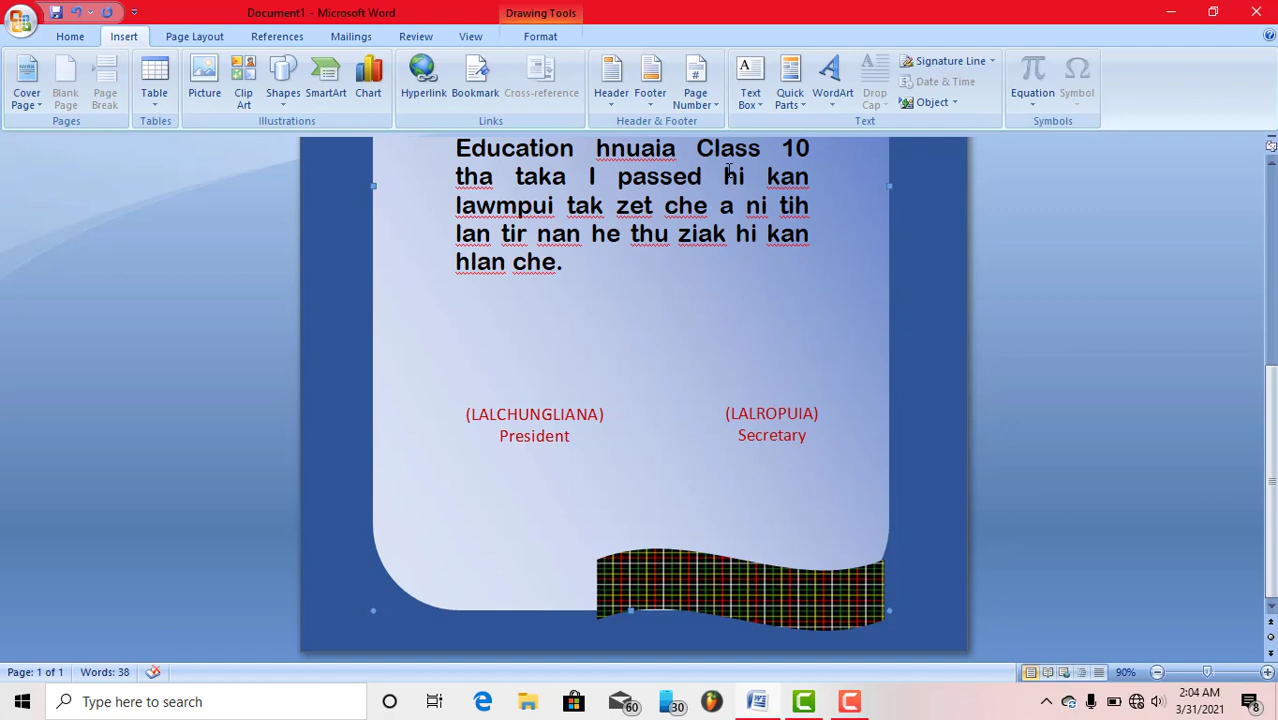 Document1 - Microsoft Word
Drawing Tools
Home
Insert
Page Layout
References
Mailings
Review
View
Format
Cover Page
Blank Page
Page Break
Table
Picture
Clip Art
Shapes
SmartArt
Chart
Hyperlink
Bookmark
Cross-reference
Header
Footer
Page Number
Text Box
Quick Parts
WordArt
Drop Cap
Signature Line
Date & Time
Object
Equation
Symbol
Pages
Tables
Illustrations
Links
Header & Footer
Text
Symbols
Education hnuaia Class 10
tha taka I passed hi kan
lawmpui tak zet che a ni tih
lan tir nan he thu ziak hi kan
hlan che.
(LALCHUNGLIANA)
President
(LALROPUIA)
Secretary
Page: 1 of 1
Words: 38
90%
Type here to search
60
30
2:04 AM
3/31/2021
8